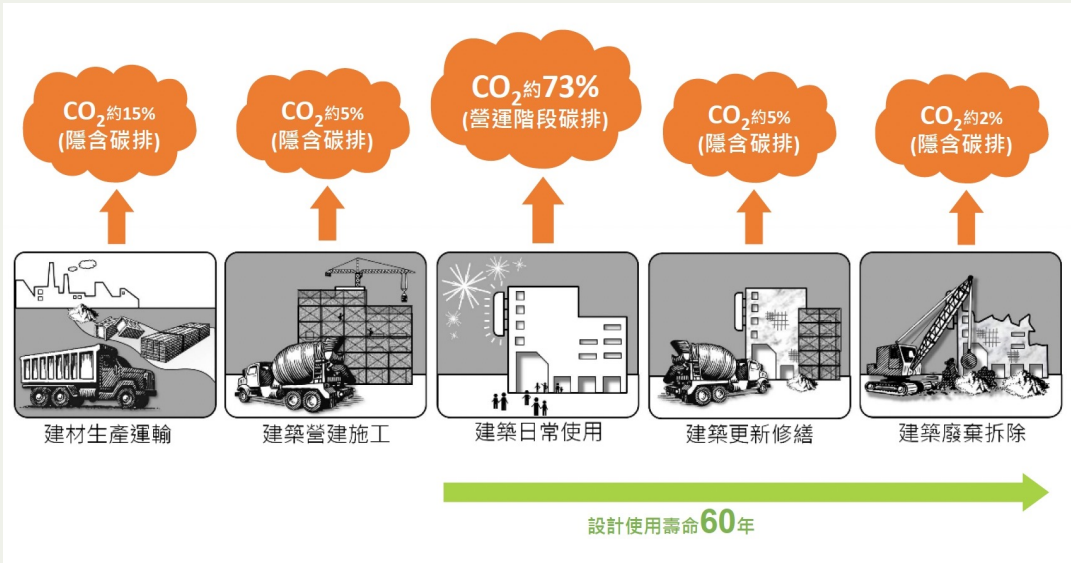 CO₂約15%
(隱含碳排)
CO₂約5%
(隱含碳排)
CO₂約73%
(營運階段碳排)
CO₂約5%
(隱含碳排)
CO₂約2%
(隱含碳排)
建材生產運輸
建築營建施工
建築日常使用
建築更新修繕
建築廢棄拆除
設計使用壽命60年